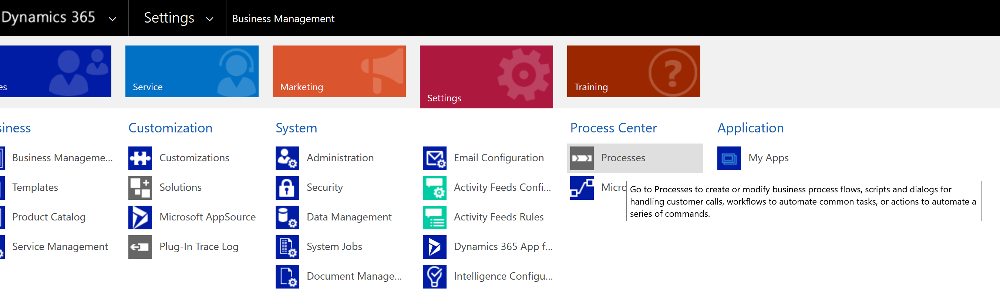 Dynamics 365
Settings
Business Management
es
Service
Marketing
Settings
Training
siness
Customization
System
Process Center
Application
Business Manageme...
Customizations
Administration
Email Configuration
Processes
My Apps
Templates
Solutions
Security
Activity Feeds Confi...
Micro
Go to Processes to create or modify business process flows, scripts and dialogs for
handling customer calls, workflows to automate common tasks, or actions to automate a
series of commands.
Product Catalog
Microsoft AppSource
Data Management
Activity Feeds Rules
Service Management
Plug-In Trace Log
System Jobs
Dynamics 365 App f...
Document Manage...
Intelligence Configu...